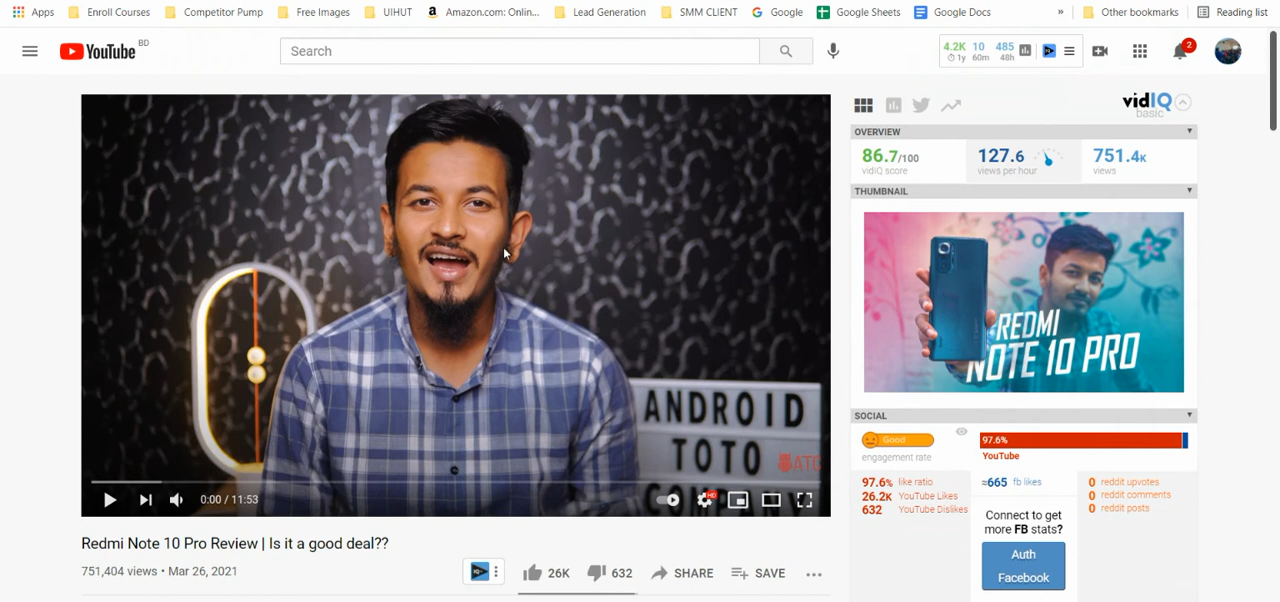 Apps Enroll Courses Competitor Pump Free Images UIHUT Amazon.com: Onlin... Lead Generation SMM CLIENT Google Google Sheets Google Docs » Other bookmarks Reading list
YouTube BD
Search
4.2K 10 485
1y 60m 48h
2
vidIQ
basic
OVERVIEW
86.7/100
vidIQ score
127.6
views per hour
751.4K
views
THUMBNAIL
REDMI
NOTE 10 PRO
SOCIAL
Good
engagement rate
97.6%
YouTube
97.6% like ratio
26.2K YouTube Likes
632 YouTube Dislikes
≈665 fb likes
0 reddit upvotes
0 reddit comments
0 reddit posts
Connect to get
more FB stats?
Auth
Facebook
ANDROID
TOTO
ATC
COMPANY
0:00 / 11:53
HD
Redmi Note 10 Pro Review | Is it a good deal??
751,404 views • Mar 26, 2021
26K 632 SHARE SAVE ...